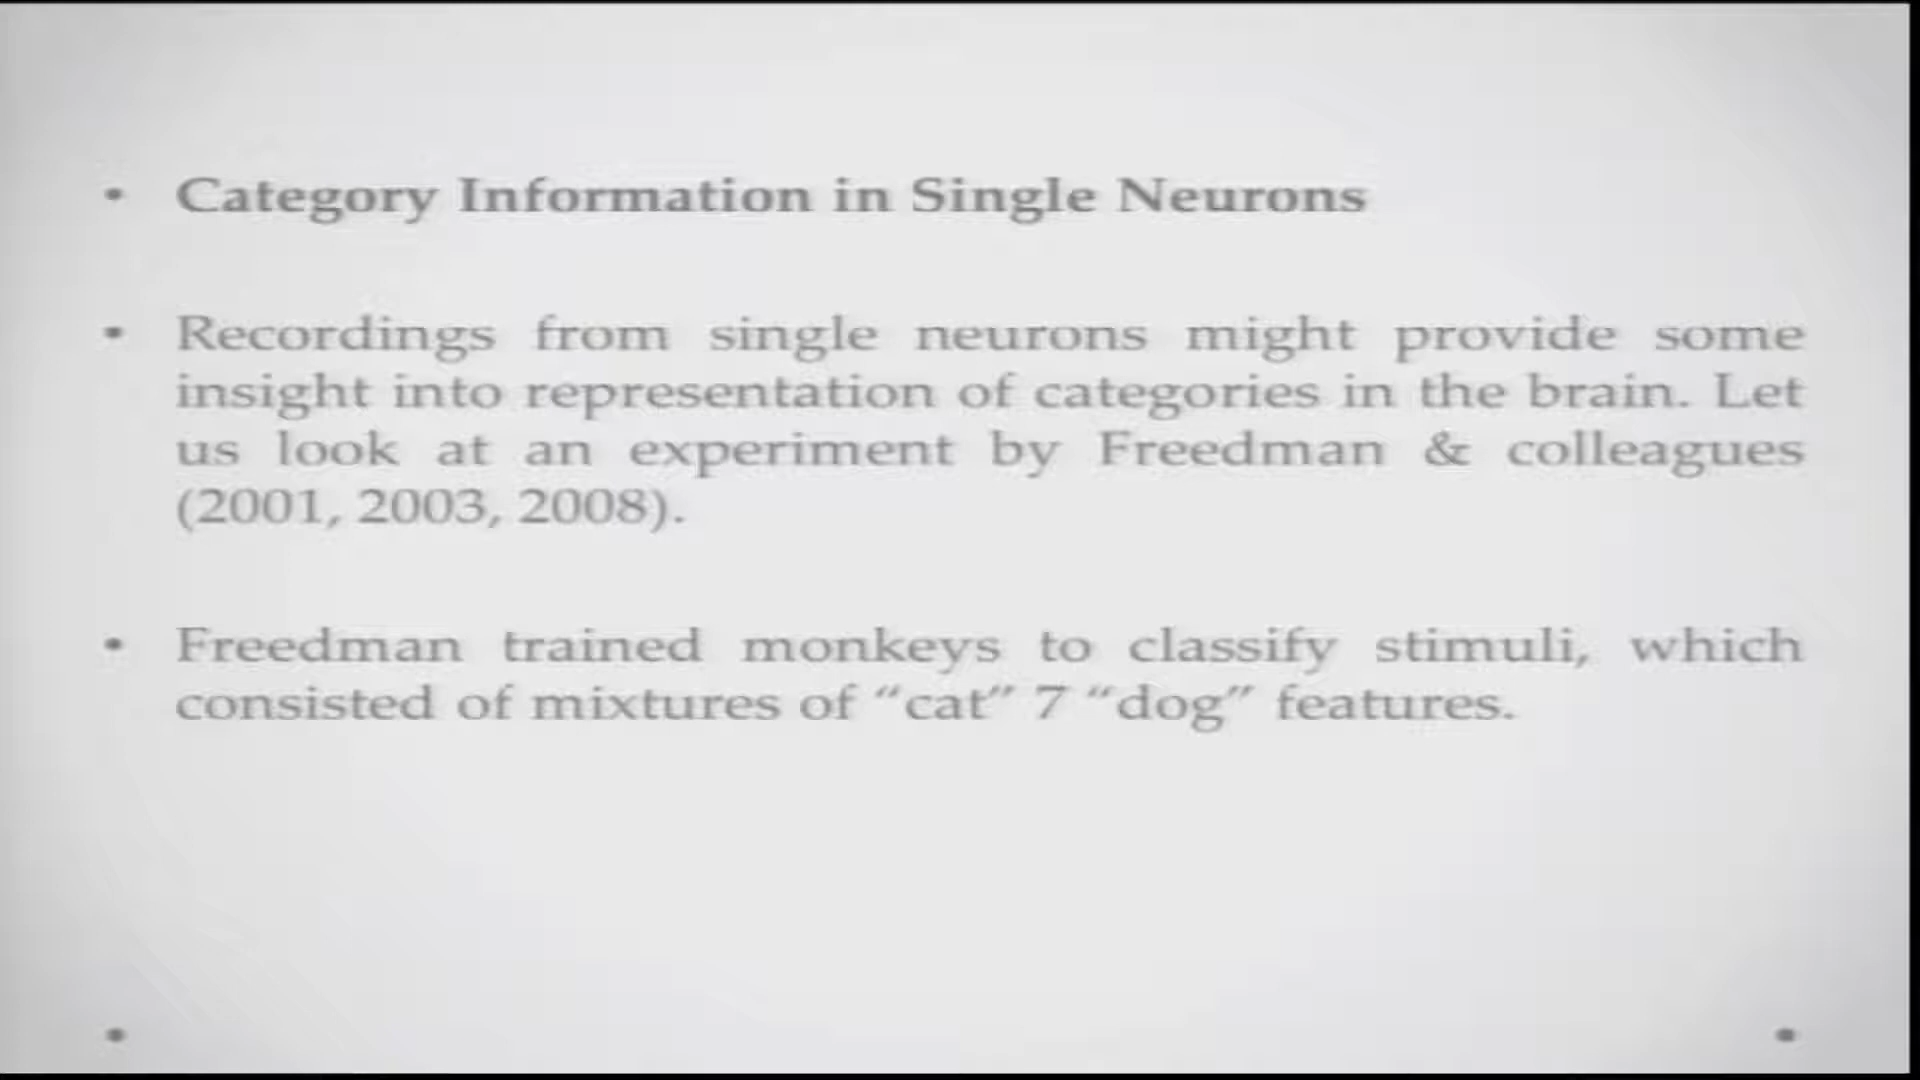 • Category Information in Single Neurons
• Recordings from single neurons might provide some
insight into representation of categories in the brain. Let
us look at an experiment by Freedman & colleagues
(2001, 2003, 2008).
• Freedman trained monkeys to classify stimuli, which
consisted of mixtures of “cat” 7 “dog” features.